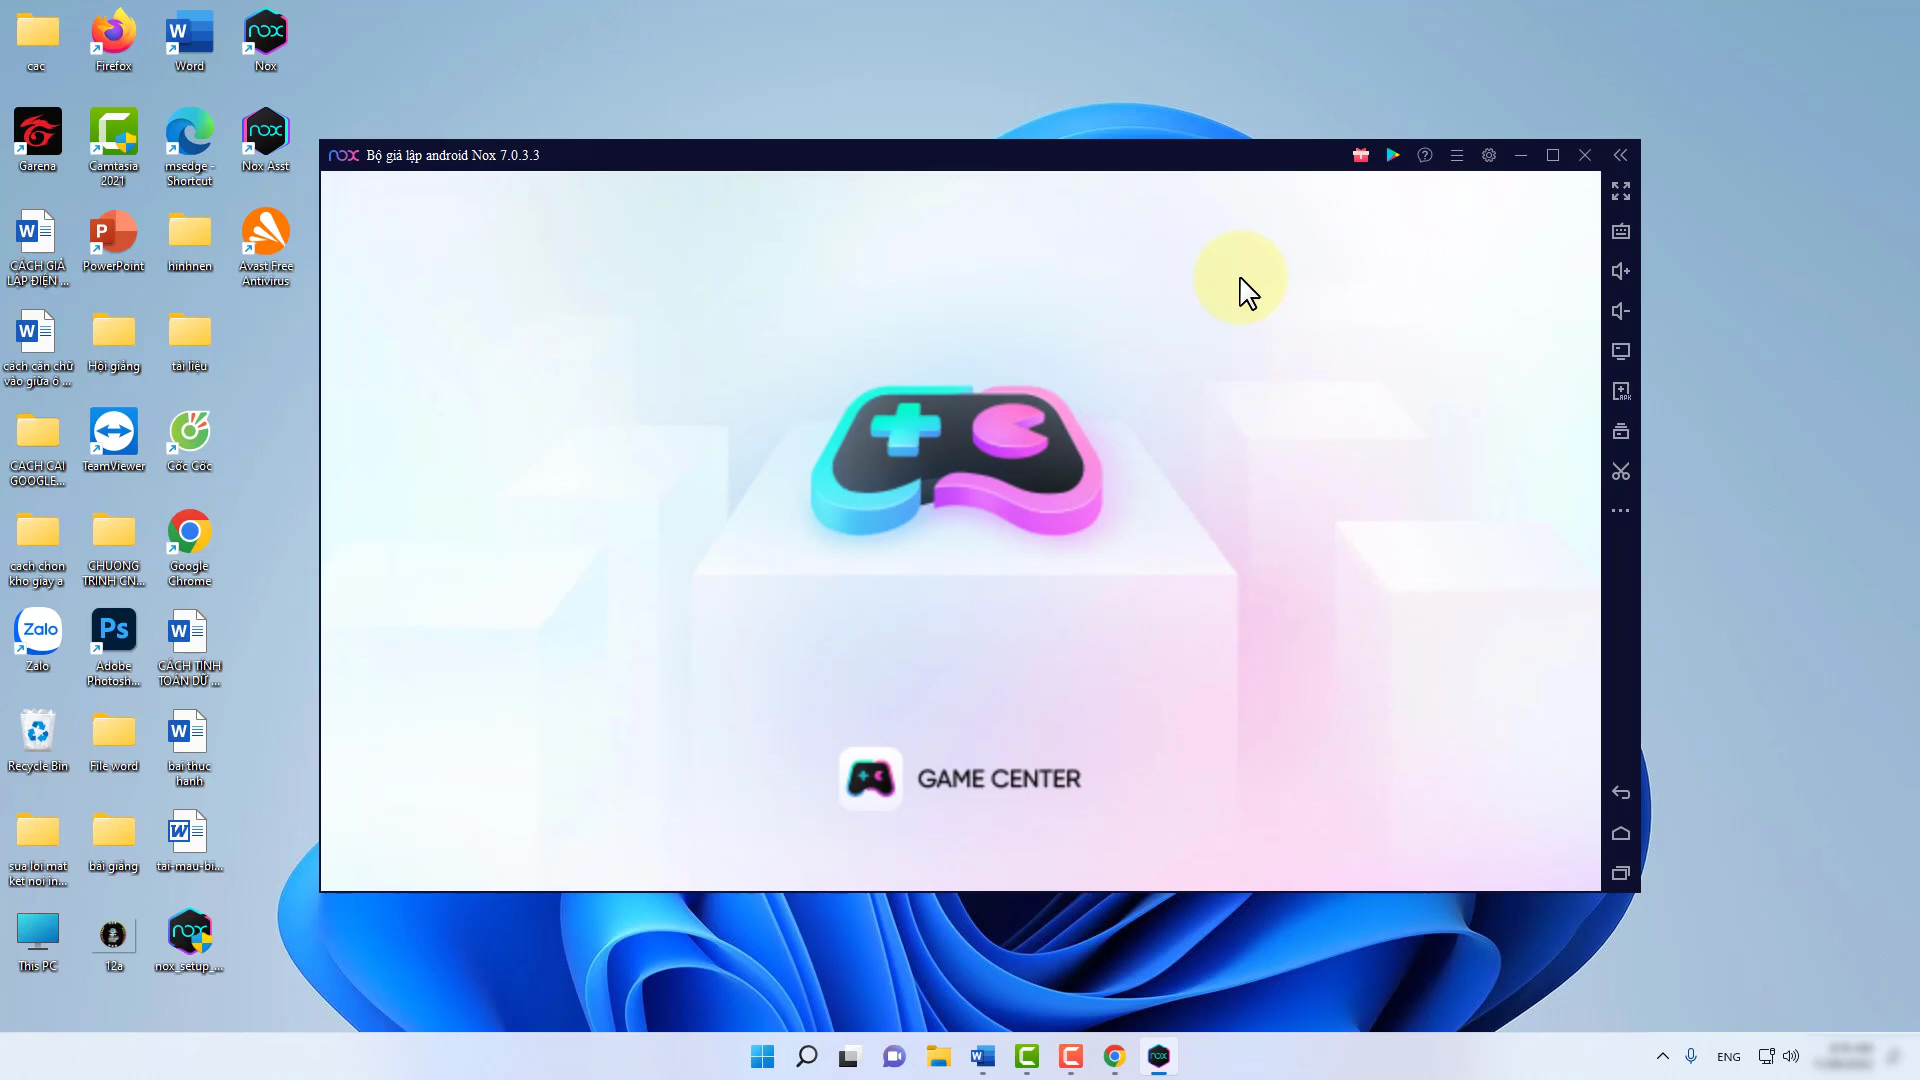 cac
Firefox
Word
Nox
Garena
Camtasia
2021
msedge -
Shortcut
Nox Asst
CÁCH GIẢ
LẬP ĐIỆN ...
PowerPoint
hinhnen
Avast Free
Antivirus
cách căn chữ
vào giữa ô ...
Hội giảng
tài liệu
CACH CAI
GOOGLE...
TeamViewer
Cốc Cốc
cach chon
kho giay a
CHUONG
TRINH CN...
Google
Chrome
Zalo
Zalo
Ps
Adobe
Photosh...
CÁCH TÍNH
TOÁN DỮ ...
Recycle Bin
File word
bai thuc
hanh
sua loi mat
ket noi in...
bài giảng
tai-mau-bi...
This PC
12a
nox_setup_...
nox Bộ giả lập android Nox 7.0.3.3
GAME CENTER
ENG